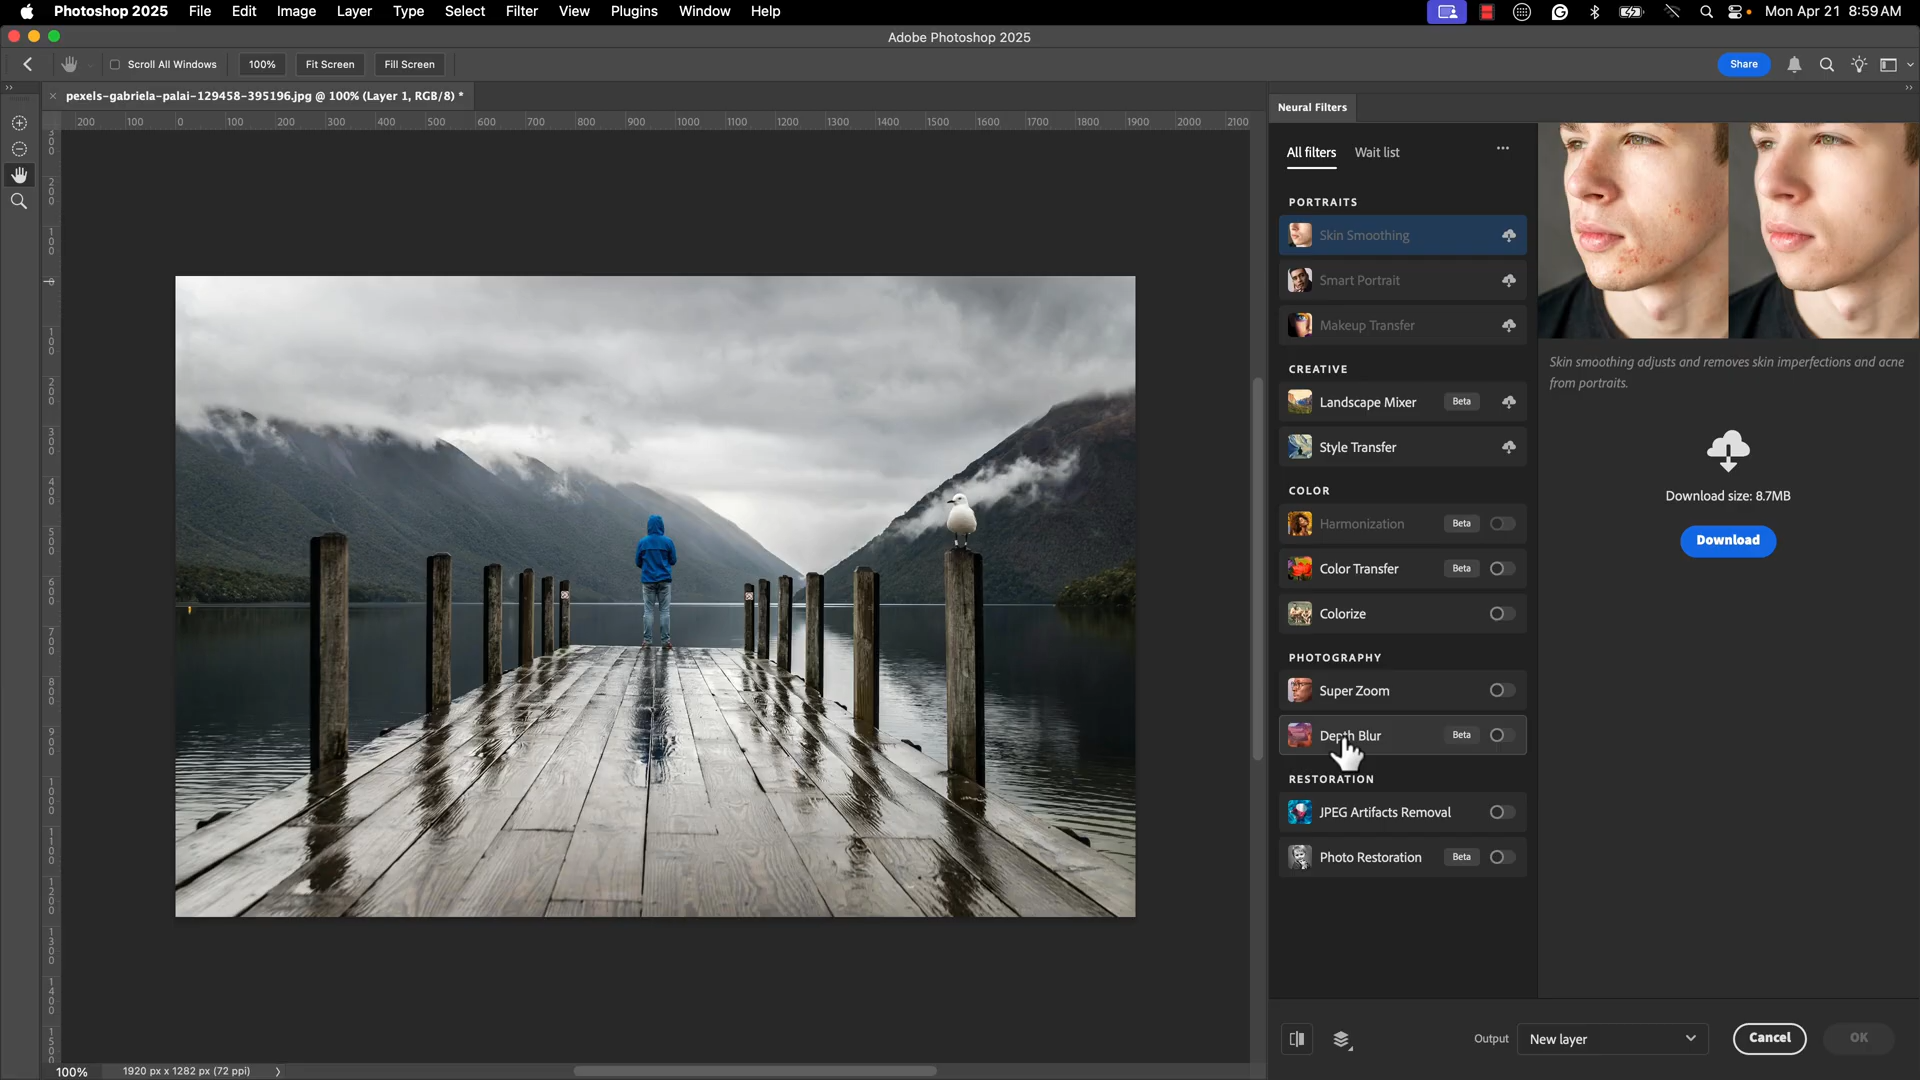 Photoshop 2025 File Edit Image Layer Type Select Filter View Plugins Window Help Mon Apr 21 8:59 AM
Adobe Photoshop 2025
Scroll All Windows 100% Fit Screen Fill Screen Share
pexels-gabriela-palai-129458-395196.jpg @ 100% (Layer 1, RGB/8) *
Neural Filters
200 100 0 100 200 300 400 500 600 700 800 900 1000 1100 1200 1300 1400 1500 1600 1700 1800 1900 2000 2100
All filters Wait list
PORTRAITS
Skin Smoothing
Smart Portrait
Makeup Transfer
Skin smoothing adjusts and removes skin imperfections and acne
from portraits.
CREATIVE
Landscape Mixer Beta
Style Transfer
Download size: 8.7MB
Download
COLOR
Harmonization Beta
Color Transfer Beta
Colorize
PHOTOGRAPHY
Super Zoom
Depth Blur Beta
RESTORATION
JPEG Artifacts Removal
Photo Restoration Beta
Output New layer Cancel OK
100% 1920 px x 1282 px (72 ppi)